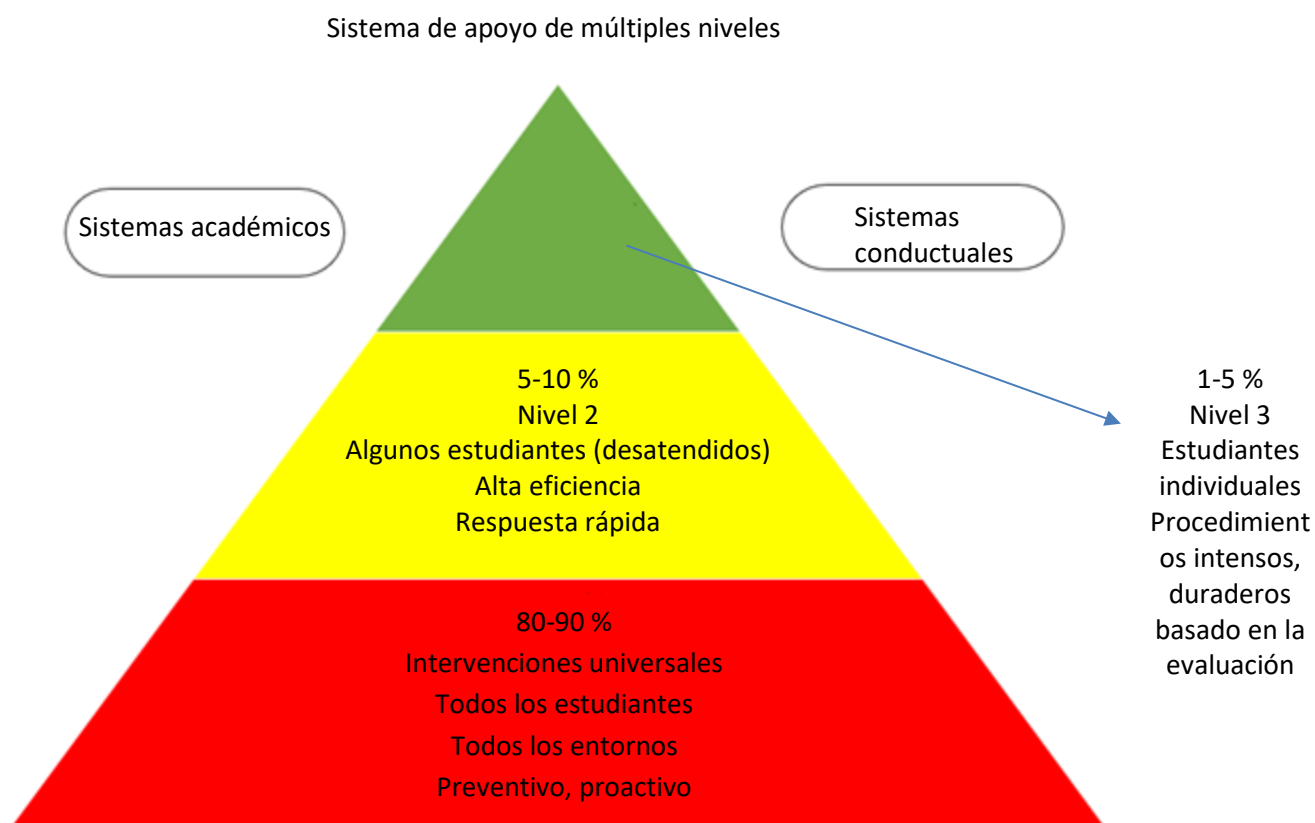 Sistema de apoyo de múltiples niveles
Sistemas académicos
Sistemas
conductuales
5-10 %
Nivel 2
Algunos estudiantes (desatendidos)
Alta eficiencia
Respuesta rápida
1-5 %
Nivel 3
Estudiantes
individuales
Procedimient
os intensos,
duraderos
basado en la
evaluación
80-90 %
Intervenciones universales
Todos los estudiantes
Todos los entornos
Preventivo, proactivo